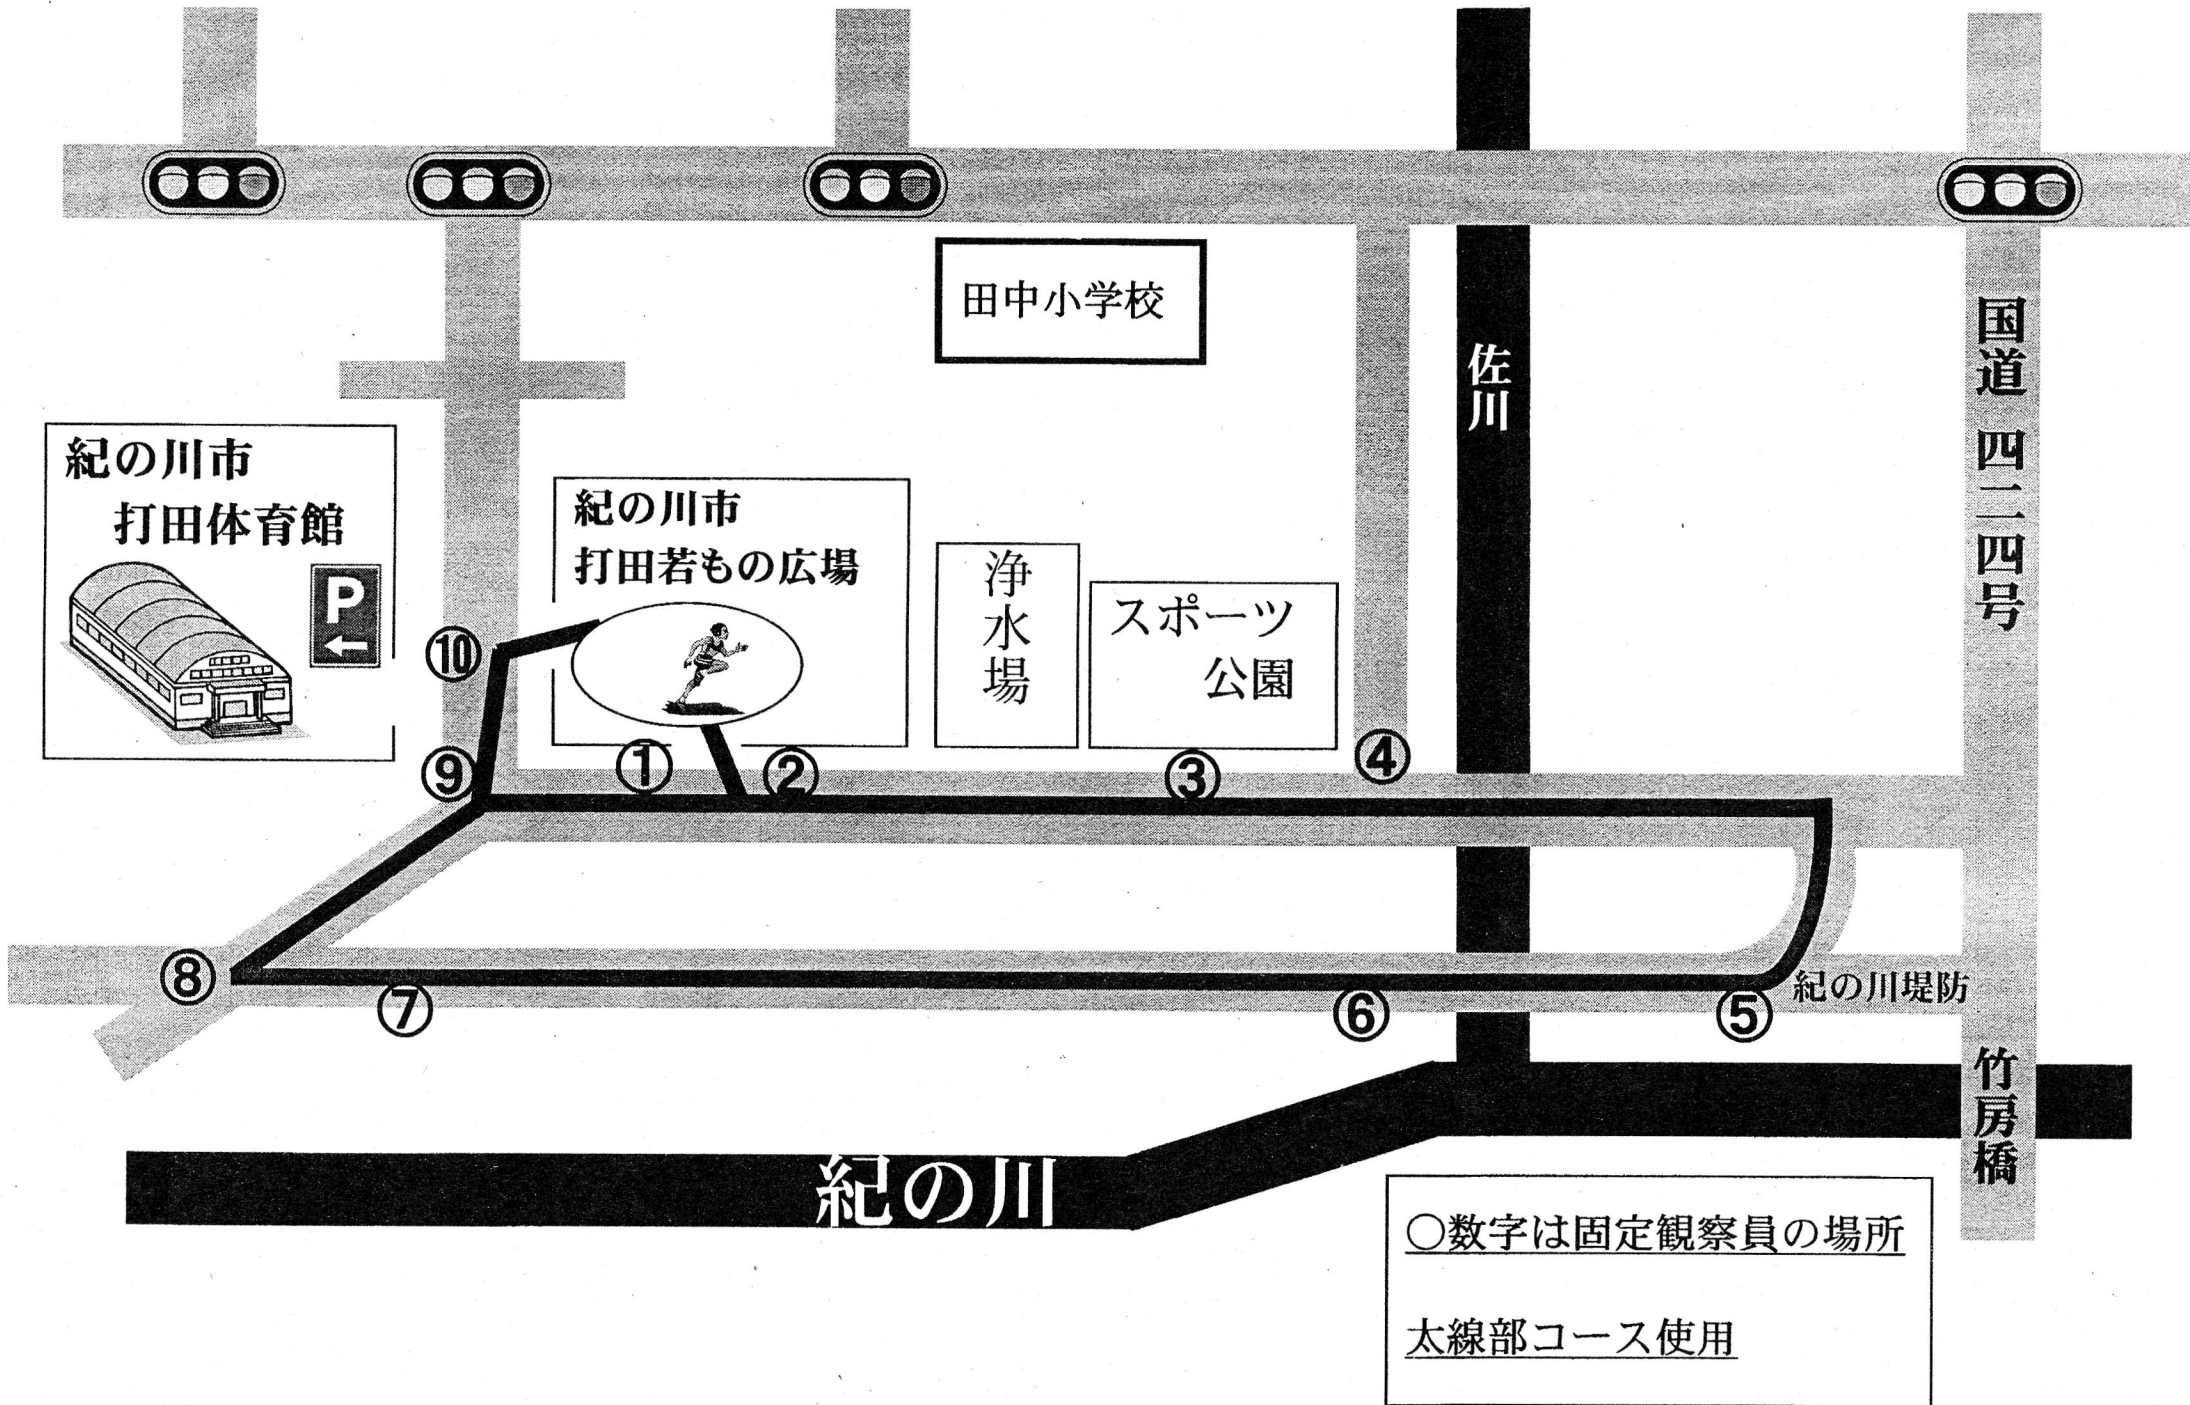 田中小学校
佐川
国道 四二四号
紀の川市
打田体育館
P
紀の川市
打田若もの広場
浄水場
スポーツ
公園
⑩
⑨
①
②
③
④
⑧
⑦
⑥
⑤
紀の川堤防
竹房橋
紀の川
○数字は固定観察員の場所
太線部コース使用